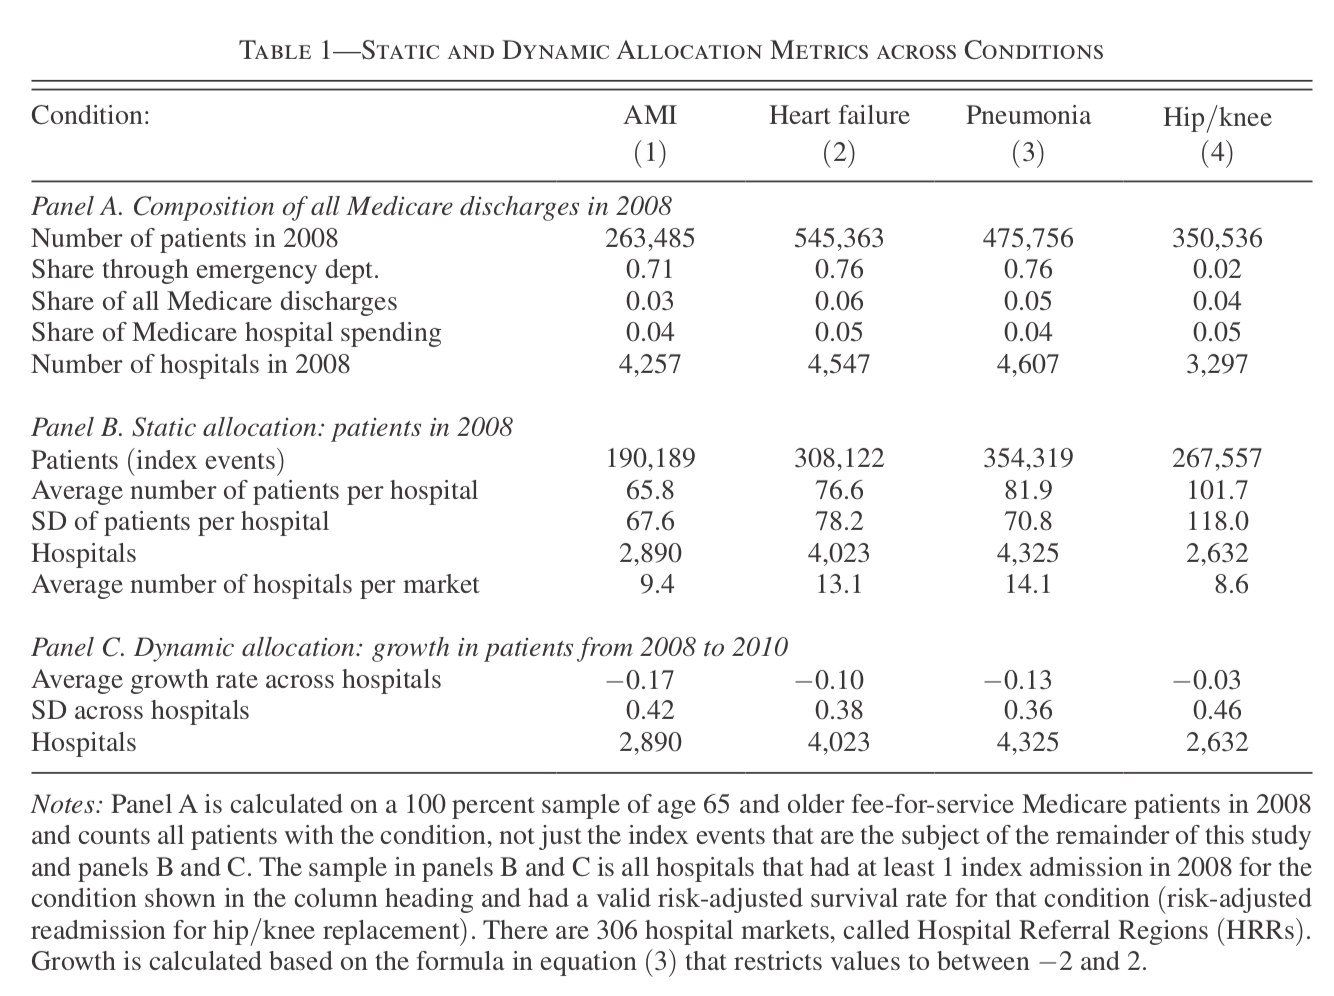 TABLE 1—STATIC AND DYNAMIC ALLOCATION METRICS ACROSS CONDITIONS
Condition: AMI Heart failure Pneumonia Hip/knee
(1) (2) (3) (4)
Panel A. Composition of all Medicare discharges in 2008
Number of patients in 2008 263,485 545,363 475,756 350,536
Share through emergency dept. 0.71 0.76 0.76 0.02
Share of all Medicare discharges 0.03 0.06 0.05 0.04
Share of Medicare hospital spending 0.04 0.05 0.04 0.05
Number of hospitals in 2008 4,257 4,547 4,607 3,297
Panel B. Static allocation: patients in 2008
Patients (index events) 190,189 308,122 354,319 267,557
Average number of patients per hospital 65.8 76.6 81.9 101.7
SD of patients per hospital 67.6 78.2 70.8 118.0
Hospitals 2,890 4,023 4,325 2,632
Average number of hospitals per market 9.4 13.1 14.1 8.6
Panel C. Dynamic allocation: growth in patients from 2008 to 2010
Average growth rate across hospitals −0.17 −0.10 −0.13 −0.03
SD across hospitals 0.42 0.38 0.36 0.46
Hospitals 2,890 4,023 4,325 2,632
Notes: Panel A is calculated on a 100 percent sample of age 65 and older fee-for-service Medicare patients in 2008
and counts all patients with the condition, not just the index events that are the subject of the remainder of this study
and panels B and C. The sample in panels B and C is all hospitals that had at least 1 index admission in 2008 for the
condition shown in the column heading and had a valid risk-adjusted survival rate for that condition (risk-adjusted
readmission for hip/knee replacement). There are 306 hospital markets, called Hospital Referral Regions (HRRs).
Growth is calculated based on the formula in equation (3) that restricts values to between −2 and 2.